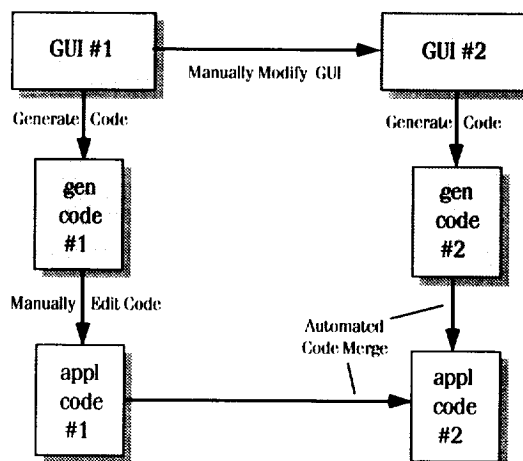 GUI #1
GUI #2
Manually Modify GUI
Generate Code
Generate Code
gen
code
#1
gen
code
#2
Manually Edit Code
Automated
Code Merge
appl
code
#1
appl
code
#2